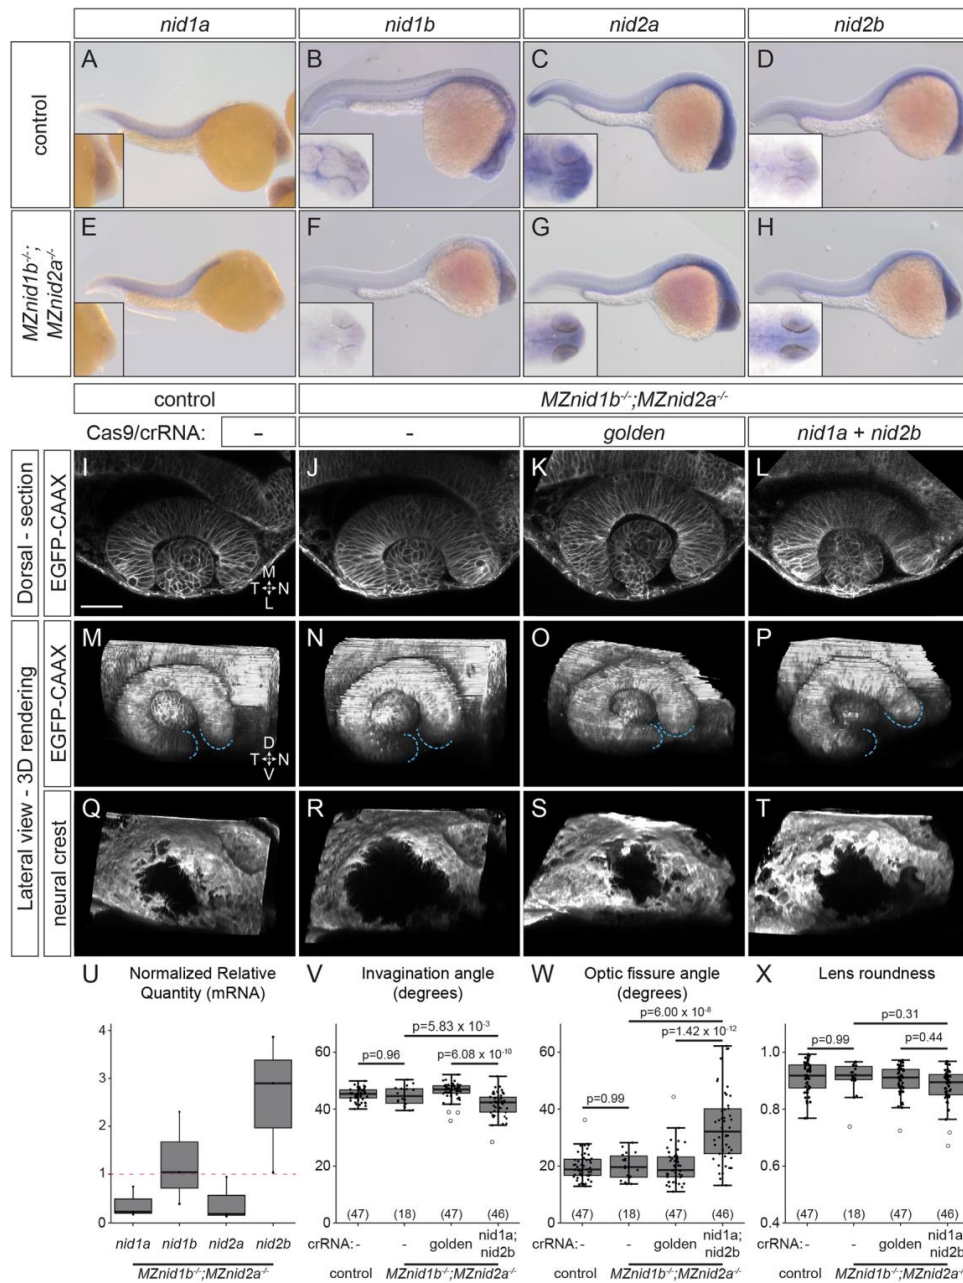 nid1a nid1b nid2a nid2b
control
A B C D
MZnid1b-/-;
MZnid2a-/-
E F G H
control MZnid1b-/-;MZnid2a-/-
Cas9/crRNA: - - golden nid1a + nid2b
Dorsal - section
EGFP-CAAX
I J K L
M
T N
L
Lateral view - 3D rendering
EGFP-CAAX
M N O P
D
T N
V
neural crest
Q R S T
U Normalized Relative
Quantity (mRNA)
4
3
2
1
0
nid1a nid1b nid2a nid2b
MZnid1b-/-;MZnid2a-/-
V Invagination angle
(degrees)
p=5.83 x 10-3
p=0.96 p=6.08 x 10-10
60
40
20
0
(47) (18) (47) (46)
crRNA:- - golden nid1a;
nid2b
control MZnid1b-/-;MZnid2a-/-
W Optic fissure angle
(degrees)
p=6.00 x 10-8
p=1.42 x 10-12
p=0.99
60
40
20
0
(47) (18) (47) (46)
crRNA:- - golden nid1a;
nid2b
control MZnid1b-/-;MZnid2a-/-
X Lens roundness
p=0.31
p=0.99 p=0.44
1.0
0.8
0.6
0.4
(47) (18) (47) (46)
crRNA:- - golden nid1a;
nid2b
control MZnid1b-/-;MZnid2a-/-